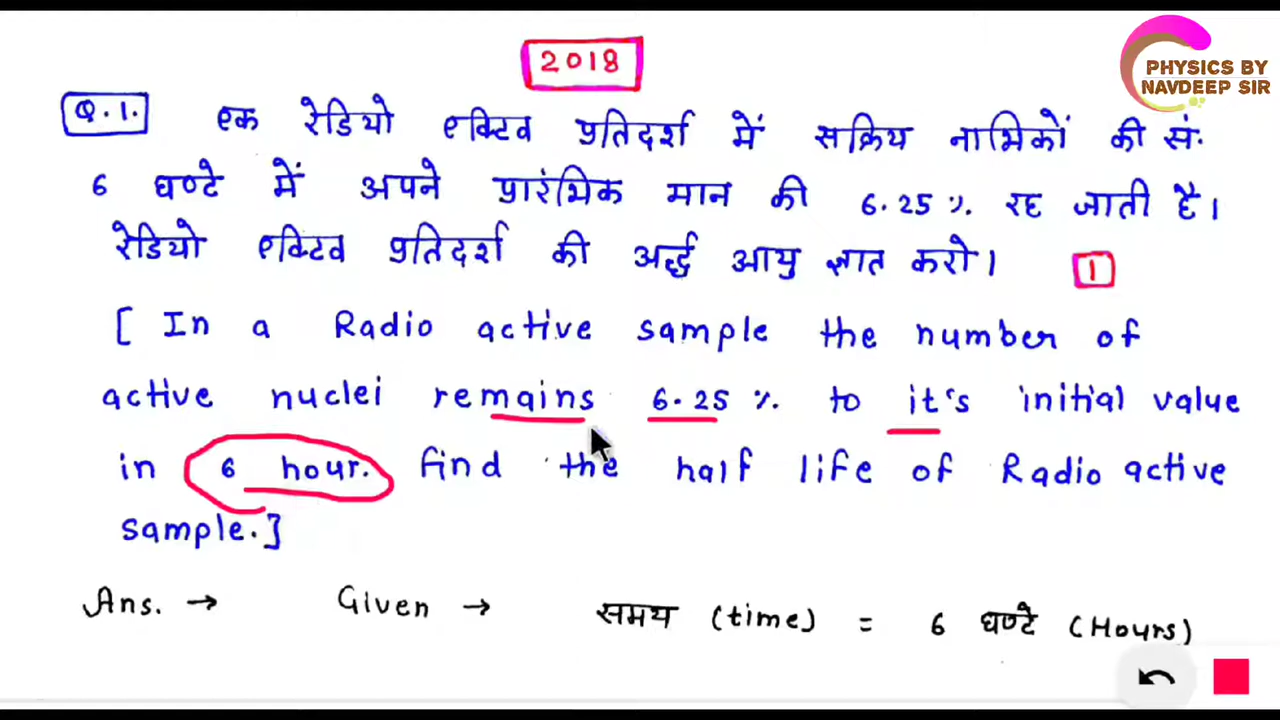 2018
PHYSICS BY
NAVDEEP SIR
Q.1. एक रेडियो एक्टिव प्रतिदर्श में सक्रिय नाभिकों की सं.
6 घण्टे में अपने प्रारंभिक मान की 6.25 %. रह जाती है।
रेडियो एक्टिव प्रतिदर्श की अर्द्ध आयु ज्ञात करो। 1
[ In a Radio active sample the number of
active nuclei remains 6.25 %. to it's initial value
in 6 hour. find the half life of Radio active
sample.]
Ans. → Given → समय (time) = 6 घण्टे (Hours)